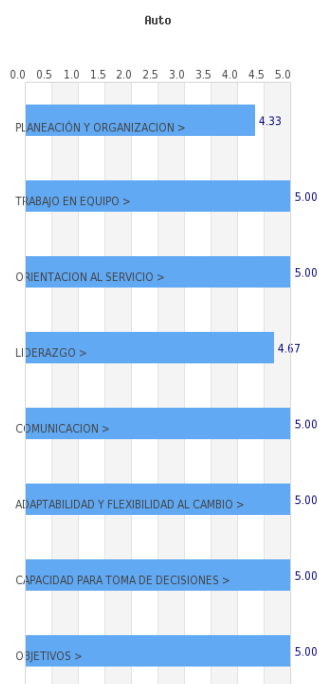 Auto
0.0 0.5 1.0 1.5 2.0 2.5 3.0 3.5 4.0 4.5 5.0
PLANEACIÓN Y ORGANIZACION > 4.33
TRABAJO EN EQUIPO > 5.00
ORIENTACION AL SERVICIO > 5.00
LIDERAZGO > 4.67
COMUNICACION > 5.00
ADAPTABILIDAD Y FLEXIBILIDAD AL CAMBIO > 5.00
CAPACIDAD PARA TOMA DE DECISIONES > 5.00
OBJETIVOS > 5.00